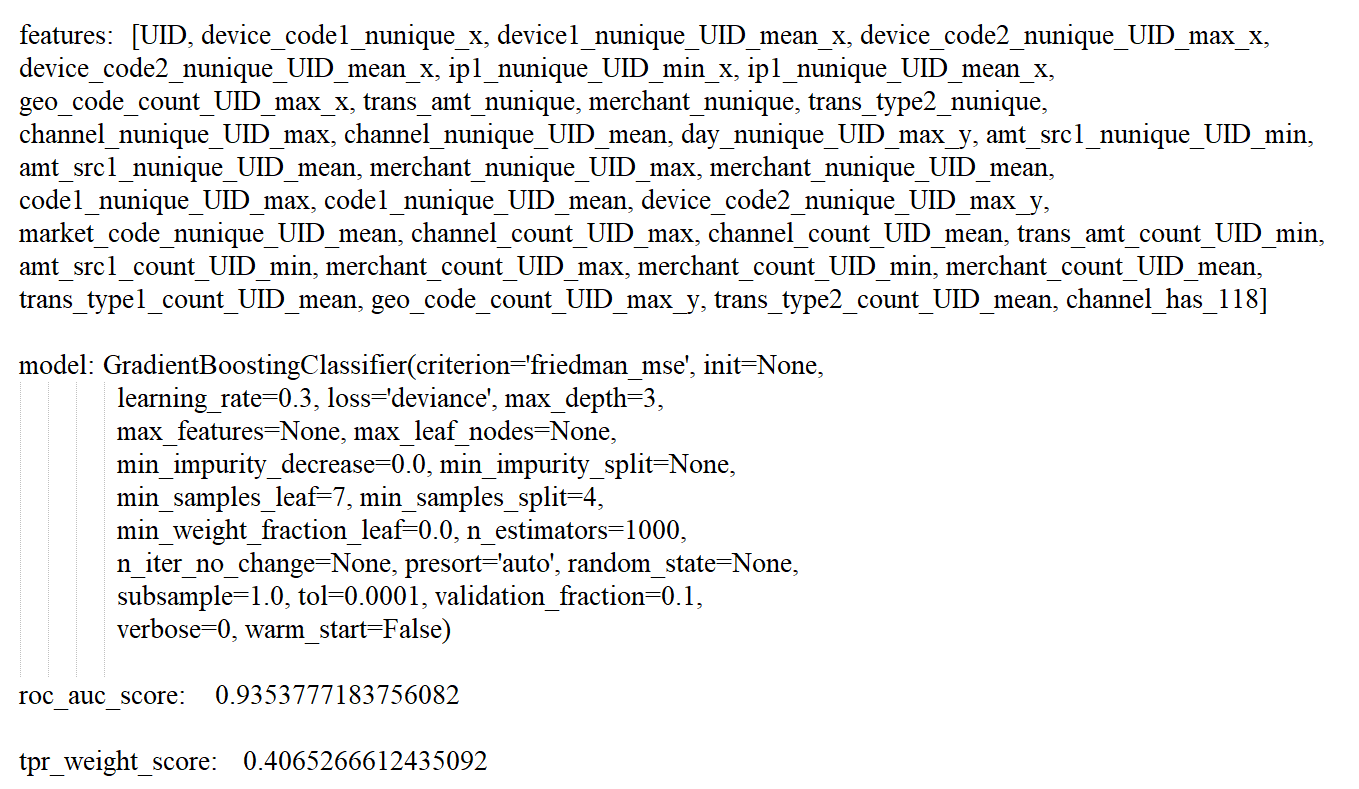 features: [UID, device_code1_nunique_x, device1_nunique_UID_mean_x, device_code2_nunique_UID_max_x,
device_code2_nunique_UID_mean_x, ip1_nunique_UID_min_x, ip1_nunique_UID_mean_x,
geo_code_count_UID_max_x, trans_amt_nunique, merchant_nunique, trans_type2_nunique,
channel_nunique_UID_max, channel_nunique_UID_mean, day_nunique_UID_max_y, amt_src1_nunique_UID_min,
amt_src1_nunique_UID_mean, merchant_nunique_UID_max, merchant_nunique_UID_mean,
code1_nunique_UID_max, code1_nunique_UID_mean, device_code2_nunique_UID_max_y,
market_code_nunique_UID_mean, channel_count_UID_max, channel_count_UID_mean, trans_amt_count_UID_min,
amt_src1_count_UID_min, merchant_count_UID_max, merchant_count_UID_min, merchant_count_UID_mean,
trans_type1_count_UID_mean, geo_code_count_UID_max_y, trans_type2_count_UID_mean, channel_has_118]
model: GradientBoostingClassifier(criterion='friedman_mse', init=None,
learning_rate=0.3, loss='deviance', max_depth=3,
max_features=None, max_leaf_nodes=None,
min_impurity_decrease=0.0, min_impurity_split=None,
min_samples_leaf=7, min_samples_split=4,
min_weight_fraction_leaf=0.0, n_estimators=1000,
n_iter_no_change=None, presort='auto', random_state=None,
subsample=1.0, tol=0.0001, validation_fraction=0.1,
verbose=0, warm_start=False)
roc_auc_score: 0.9353777183756082
tpr_weight_score: 0.4065266612435092